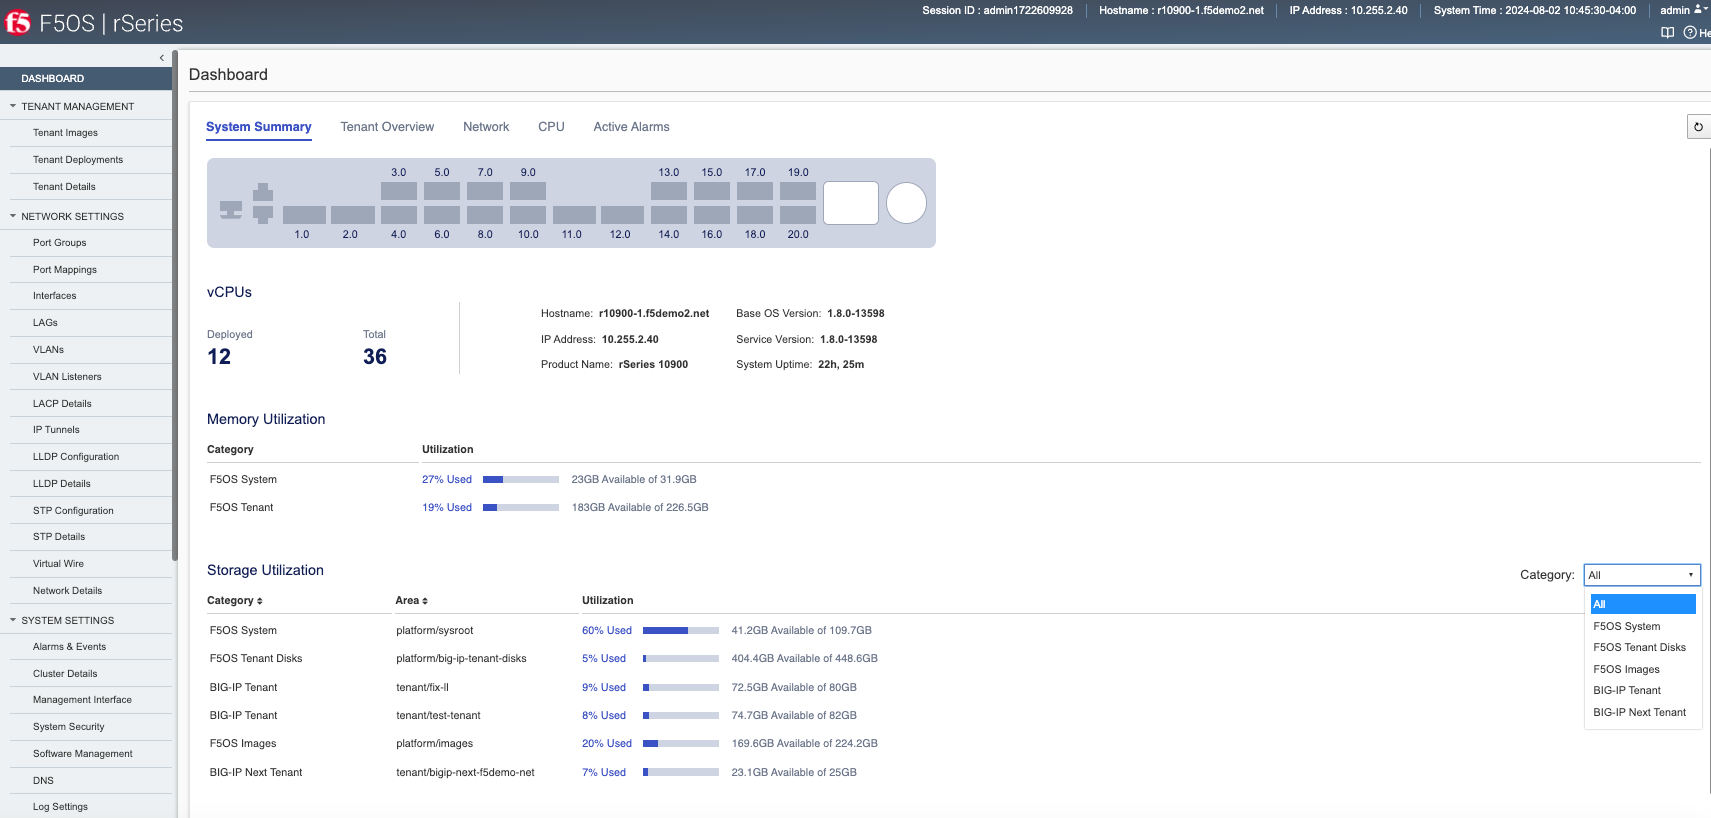 Session ID : admin1722609928 Hostname : r10900-1.f5demo2.net IP Address : 10.255.2.40 System Time : 2024-08-02 10:45:30-04:00 admin
f5 F5OS | rSeries
He
DASHBOARD
TENANT MANAGEMENT
Tenant Images
Tenant Deployments
Tenant Details
NETWORK SETTINGS
Port Groups
Port Mappings
Interfaces
LAGs
VLANs
VLAN Listeners
LACP Details
IP Tunnels
LLDP Configuration
LLDP Details
STP Configuration
STP Details
Virtual Wire
Network Details
SYSTEM SETTINGS
Alarms & Events
Cluster Details
Management Interface
System Security
Software Management
DNS
Log Settings
Dashboard
System Summary Tenant Overview Network CPU Active Alarms
3.0 5.0 7.0 9.0 13.0 15.0 17.0 19.0
1.0 2.0 4.0 6.0 8.0 10.0 11.0 12.0 14.0 16.0 18.0 20.0
vCPUs
Deployed Total
12 36
Hostname: r10900-1.f5demo2.net Base OS Version: 1.8.0-13598
IP Address: 10.255.2.40 Service Version: 1.8.0-13598
Product Name: rSeries 10900 System Uptime: 22h, 25m
Memory Utilization
Category Utilization
F5OS System 27% Used 23GB Available of 31.9GB
F5OS Tenant 19% Used 183GB Available of 226.5GB
Storage Utilization
Category: All
Category Area Utilization
F5OS System platform/sysroot 60% Used 41.2GB Available of 109.7GB
F5OS Tenant Disks platform/big-ip-tenant-disks 5% Used 404.4GB Available of 448.6GB
BIG-IP Tenant tenant/fix-ll 9% Used 72.5GB Available of 80GB
BIG-IP Tenant tenant/test-tenant 8% Used 74.7GB Available of 82GB
F5OS Images platform/images 20% Used 169.6GB Available of 224.2GB
BIG-IP Next Tenant tenant/bigip-next-f5demo-net 7% Used 23.1GB Available of 25GB
All
F5OS System
F5OS Tenant Disks
F5OS Images
BIG-IP Tenant
BIG-IP Next Tenant